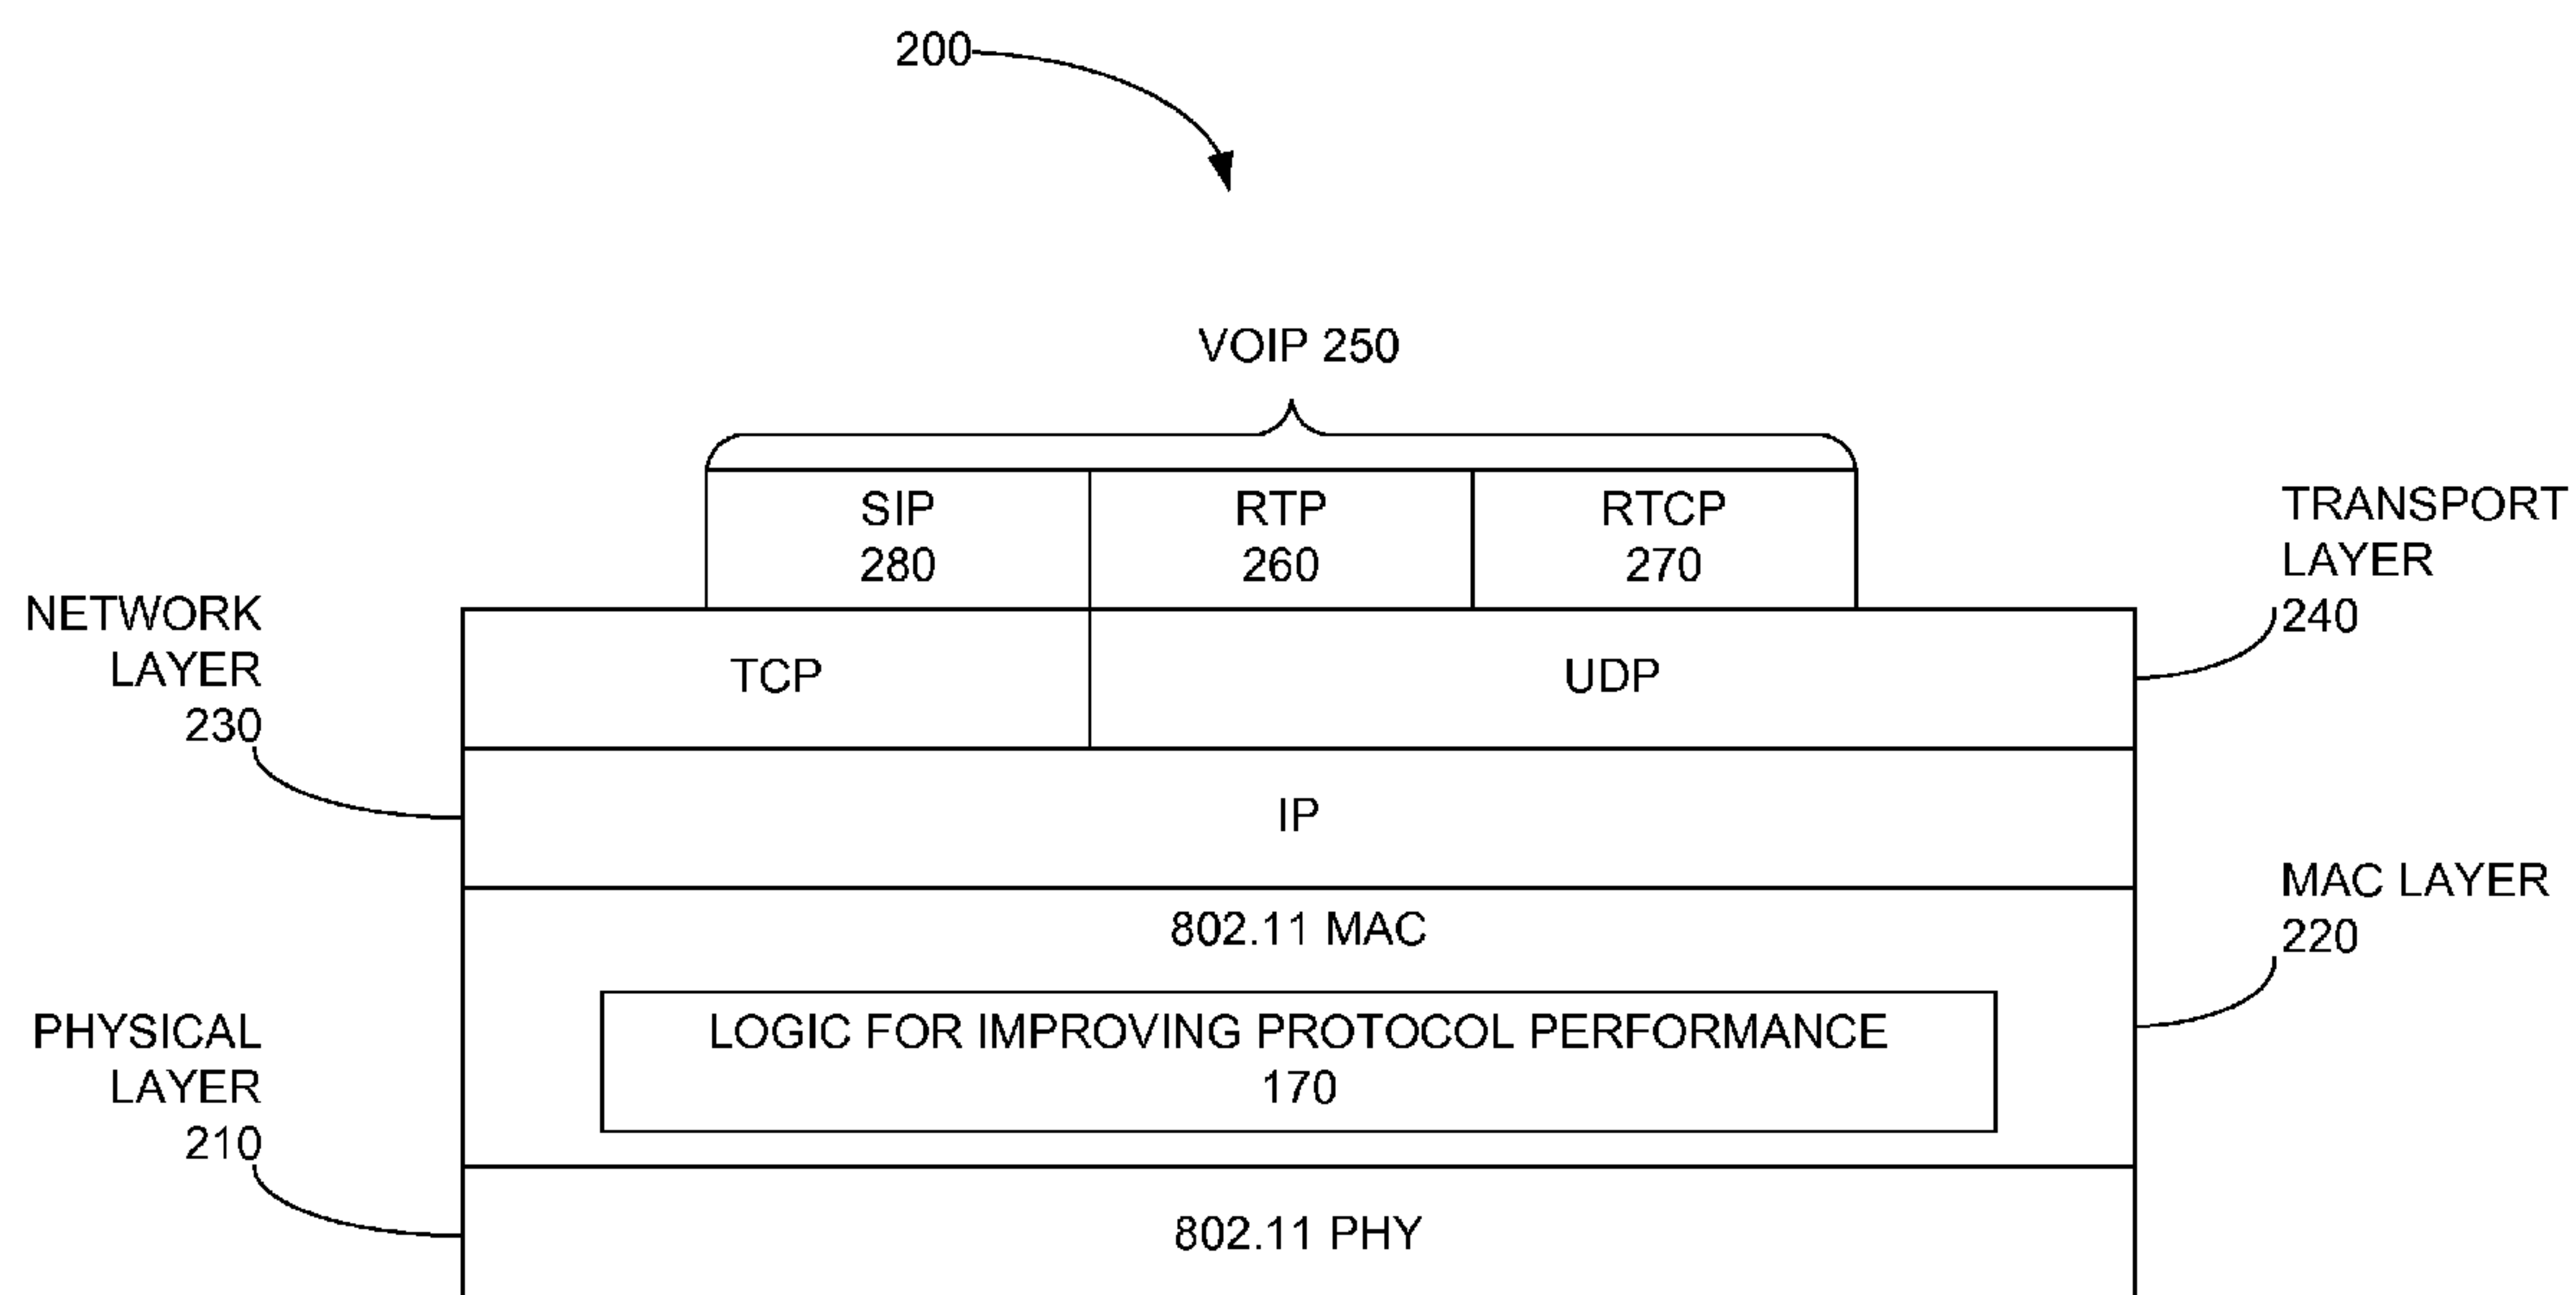 200
VOIP 250
SIP
280
RTP
260
RTCP
270
TRANSPORT
LAYER
240
NETWORK
LAYER
230
TCP
UDP
IP
MAC LAYER
220
802.11 MAC
LOGIC FOR IMPROVING PROTOCOL PERFORMANCE
170
PHYSICAL
LAYER
210
802.11 PHY